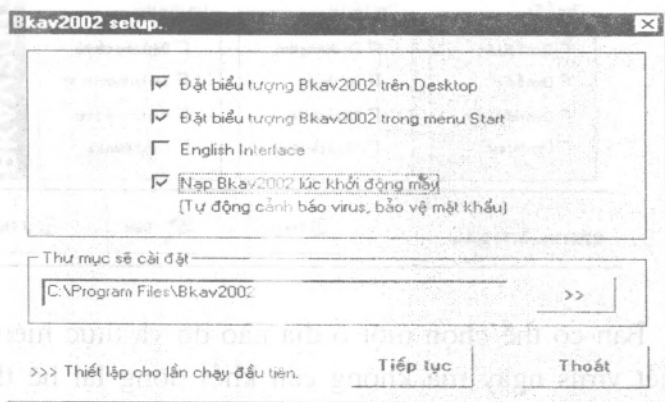 Bkav2002 setup.
Đặt biểu tượng Bkav2002 trên Desktop
Đặt biểu tượng Bkav2002 trong menu Start
English Interface
Nạp Bkav2002 lúc khởi động máy
(Tự động cảnh báo virus, bảo vệ mật khẩu)
Thư mục sẽ cài đặt
C:\Program Files\Bkav2002
>>
>>> Thiết lập cho lần chạy đầu tiên.
Tiếp tục
Thoát